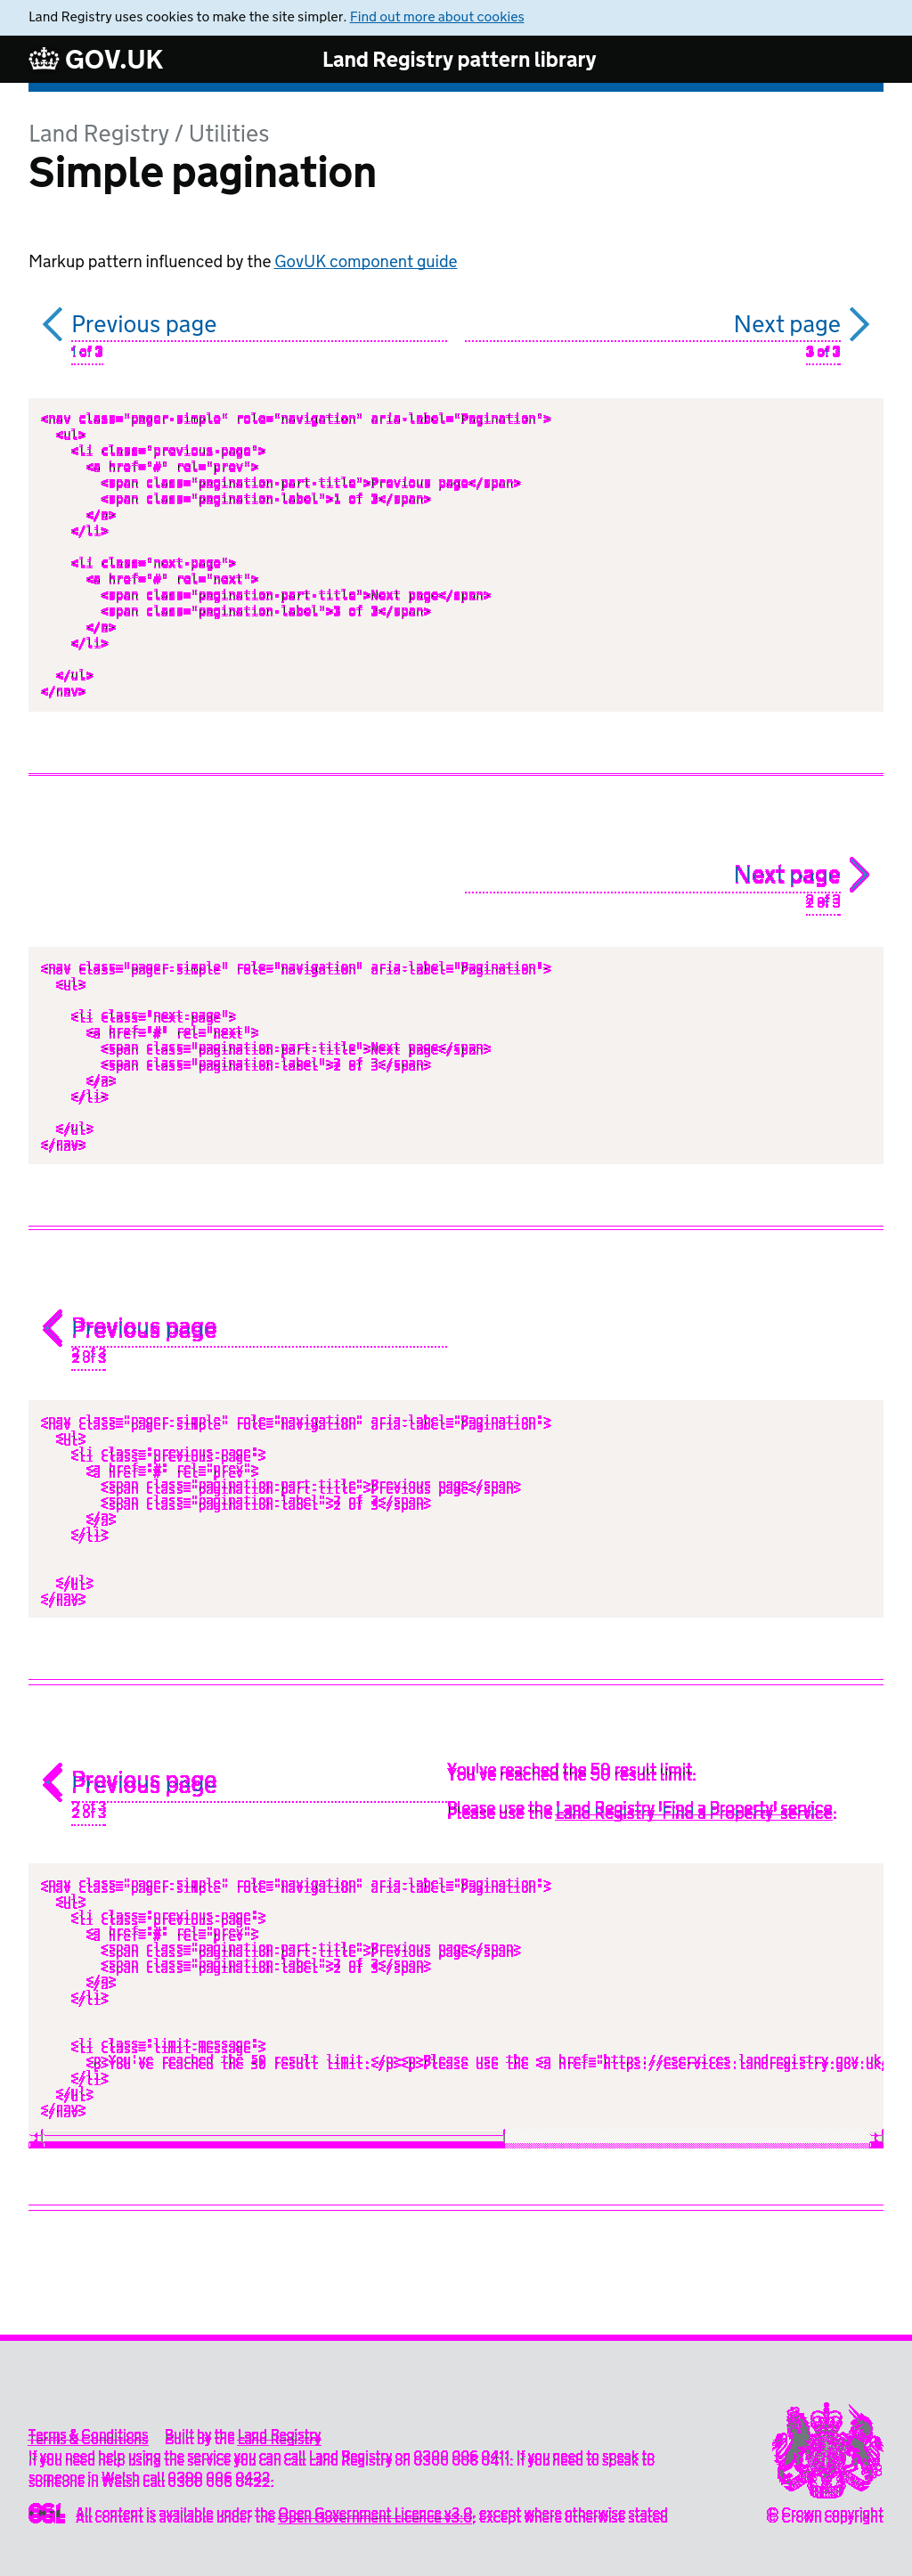 Land Registry uses cookies to make the site simpler. Find out more about cookies
GOV.UK
Land Registry pattern library
Land Registry / Utilities
Simple pagination
Markup pattern influenced by the GovUK component guide
Previous page
Next page
1 of 3
3 of 3
<nav class="pager-simple" role="navigation" aria-label="Pagination">
<ul>
<li class="previous-page">
<a href="#" rel="prev">
<span class="pagination-part-title">Previous page</span>
<span class="pagination-label">1 of 3</span>
</a>
</li>
<li class="next-page">
<a href="#" rel="next">
<span class="pagination-part-title">Next page</span>
<span class="pagination-label">3 of 3</span>
</a>
</li>
</ul>
</nav>
Next page
2 of 3
<nav class="pager-simple" role="navigation" aria-label="Pagination">
<ul>
<li class="next-page">
<a href="#" rel="next">
<span class="pagination-part-title">Next page</span>
<span class="pagination-label">2 of 3</span>
</a>
</li>
</ul>
</nav>
Previous page
2 of 3
<nav class="pager-simple" role="navigation" aria-label="Pagination">
<ul>
<li class="previous-page">
<a href="#" rel="prev">
<span class="pagination-part-title">Previous page</span>
<span class="pagination-label">2 of 3</span>
</a>
</li>
</ul>
</nav>
Previous page
2 of 3
You've reached the 50 result limit.
Please use the Land Registry 'Find a Property' service.
<nav class="pager-simple" role="navigation" aria-label="Pagination">
<ul>
<li class="previous-page">
<a href="#" rel="prev">
<span class="pagination-part-title">Previous page</span>
<span class="pagination-label">2 of 3</span>
</a>
</li>
<li class="limit-message">
<p>You've reached the 50 result limit.</p><p>Please use the <a href="https://eservices.landregistry.gov.uk
</li>
</ul>
</nav>
Terms & Conditions Built by the Land Registry
If you need help using the service you can call Land Registry on 0300 006 0411. If you need to speak to
someone in Welsh call 0300 006 0422.
OGL All content is available under the Open Government Licence v3.0, except where otherwise stated
© Crown copyright